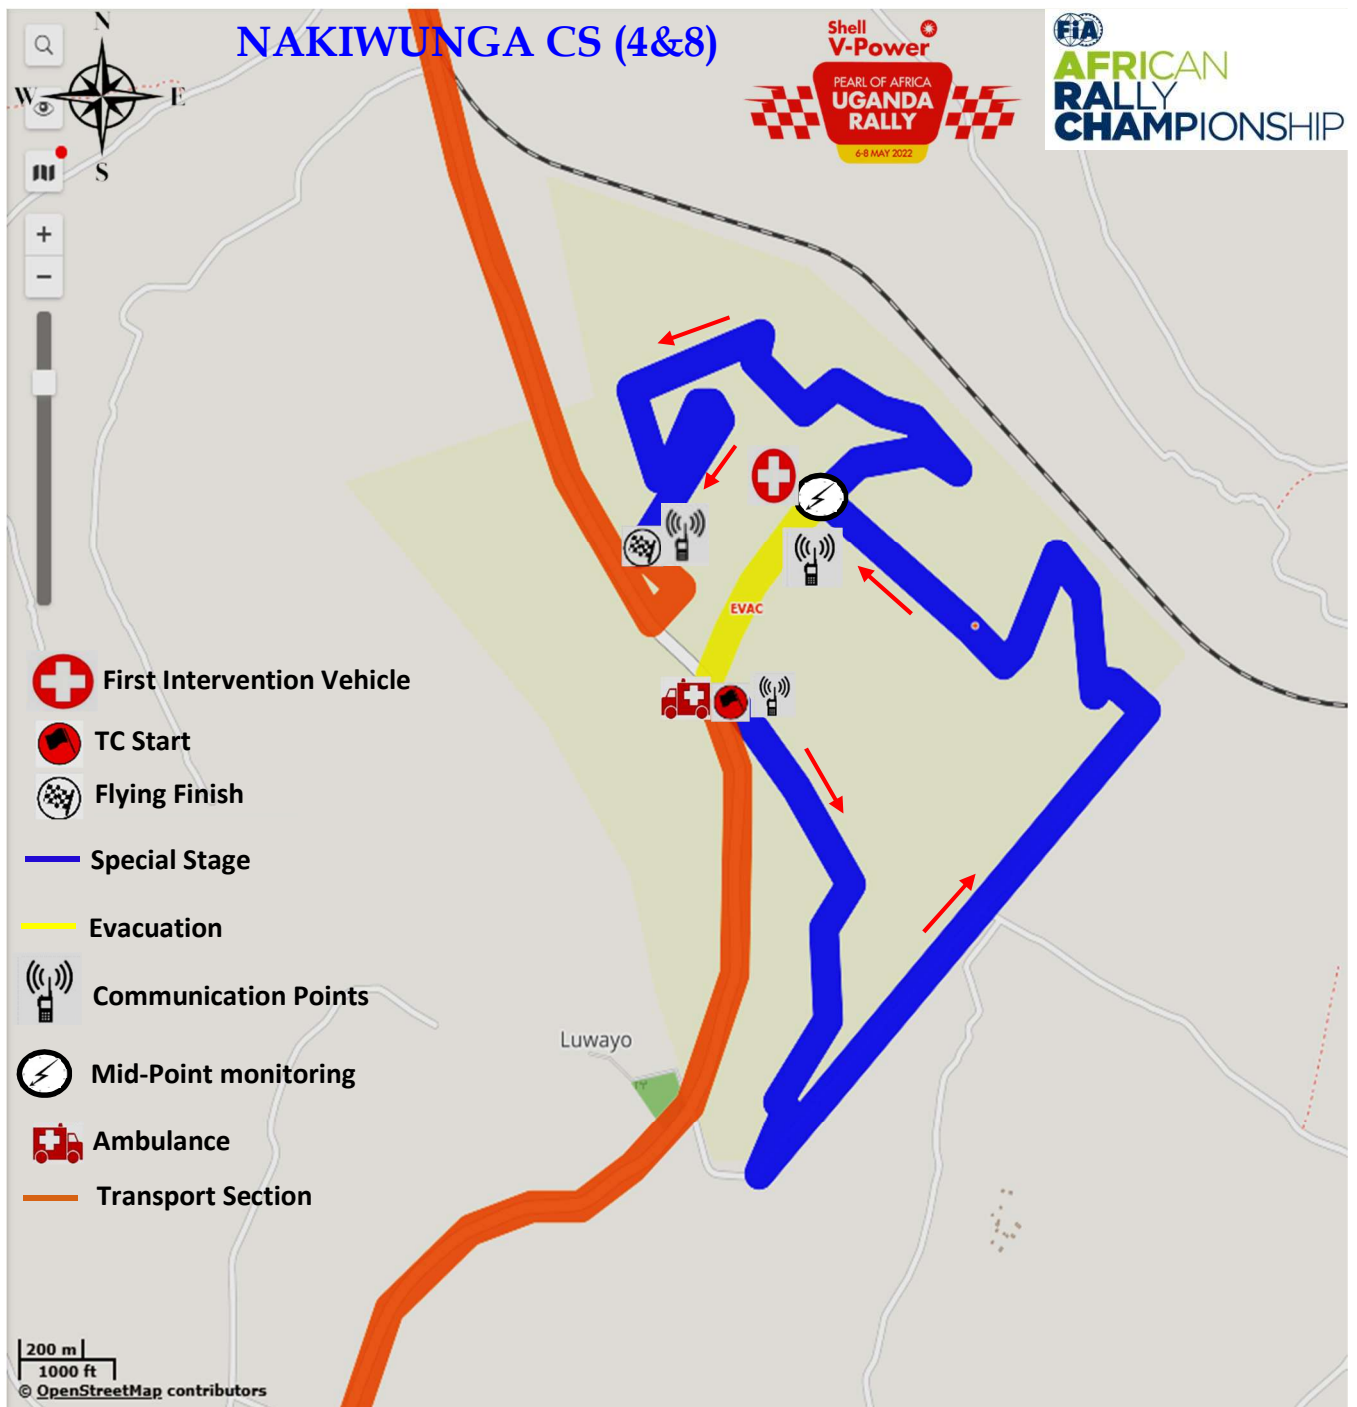 N
NAKIWUNGA CS (4&8)
W
E
S
Shell
V-Power
PEARL OF AFRICA
UGANDA
RALLY
6-8 MAY 2022
FiA
AFRICAN
RALLY
CHAMPIONSHIP
+
−
EVAC
First Intervention Vehicle
TC Start
Flying Finish
Special Stage
Evacuation
Communication Points
Luwayo
Mid-Point monitoring
Ambulance
Transport Section
200 m
1000 ft
© OpenStreetMap contributors